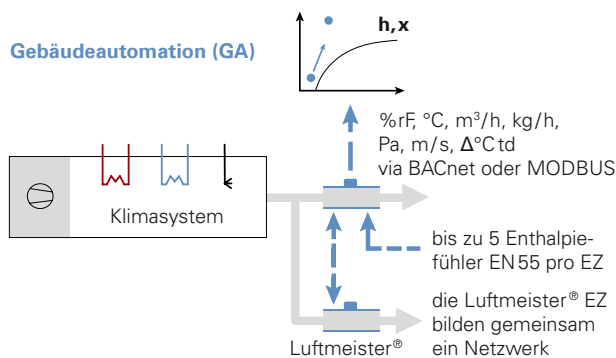 h,x
Gebäudeautomation (GA)
%rF, °C, m³/h, kg/h,
Pa, m/s, Δ°C td
via BACnet oder MODBUS
Klimasystem
bis zu 5 Enthalpie-
fühler EN55 pro EZ
die Luftmeister® EZ
bilden gemeinsam
ein Netzwerk
Luftmeister®